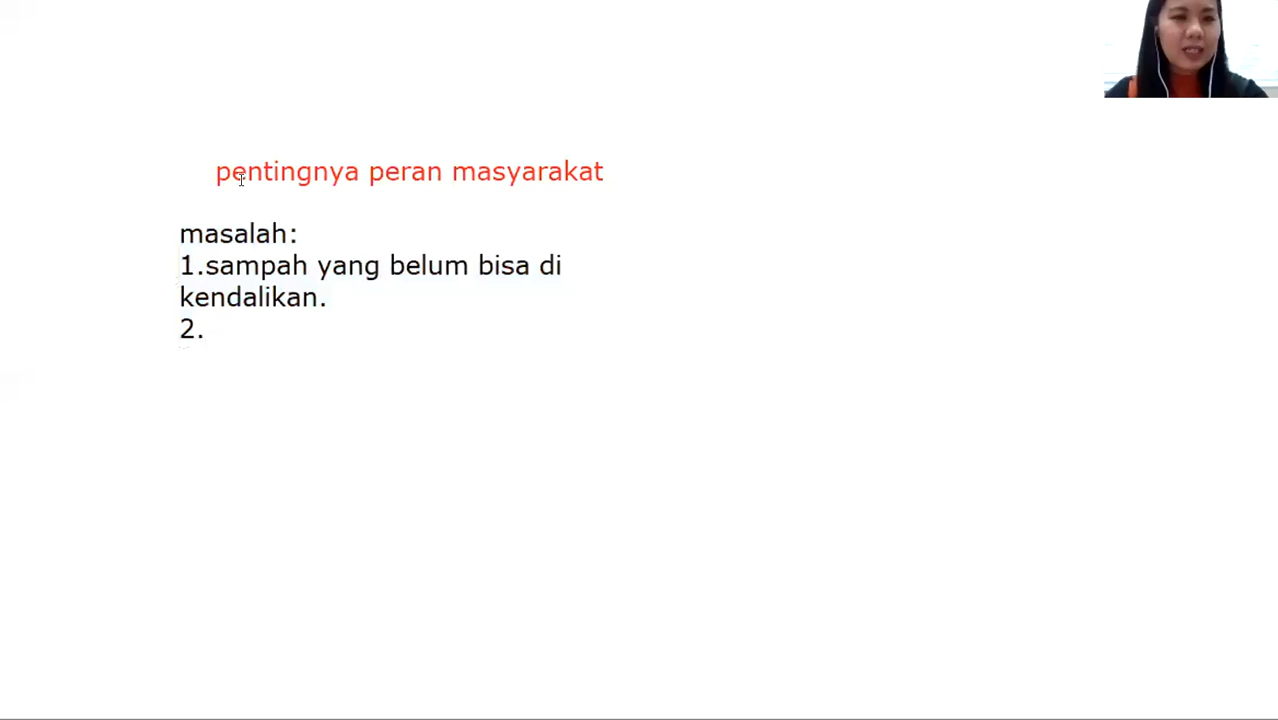 pentingnya peran masyarakat
masalah:
1.sampah yang belum bisa di
kendalikan.
2.